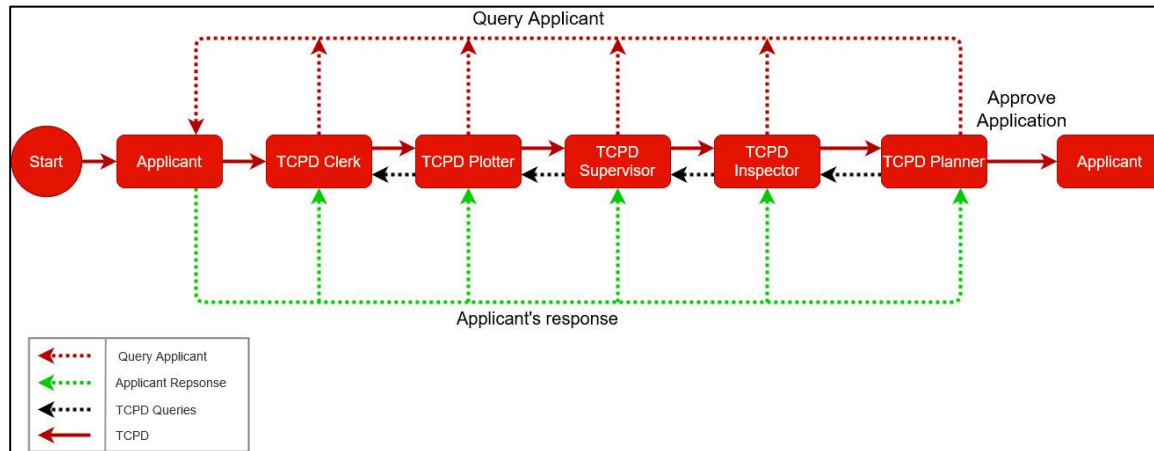 Query Applicant
Approve
Application
Start
Applicant
TCPD Clerk
TCPD Plotter
TCPD
Supervisor
TCPD
Inspector
TCPD Planner
Applicant
Applicant's response
Query Applicant
Applicant Repsonse
TCPD Queries
TCPD